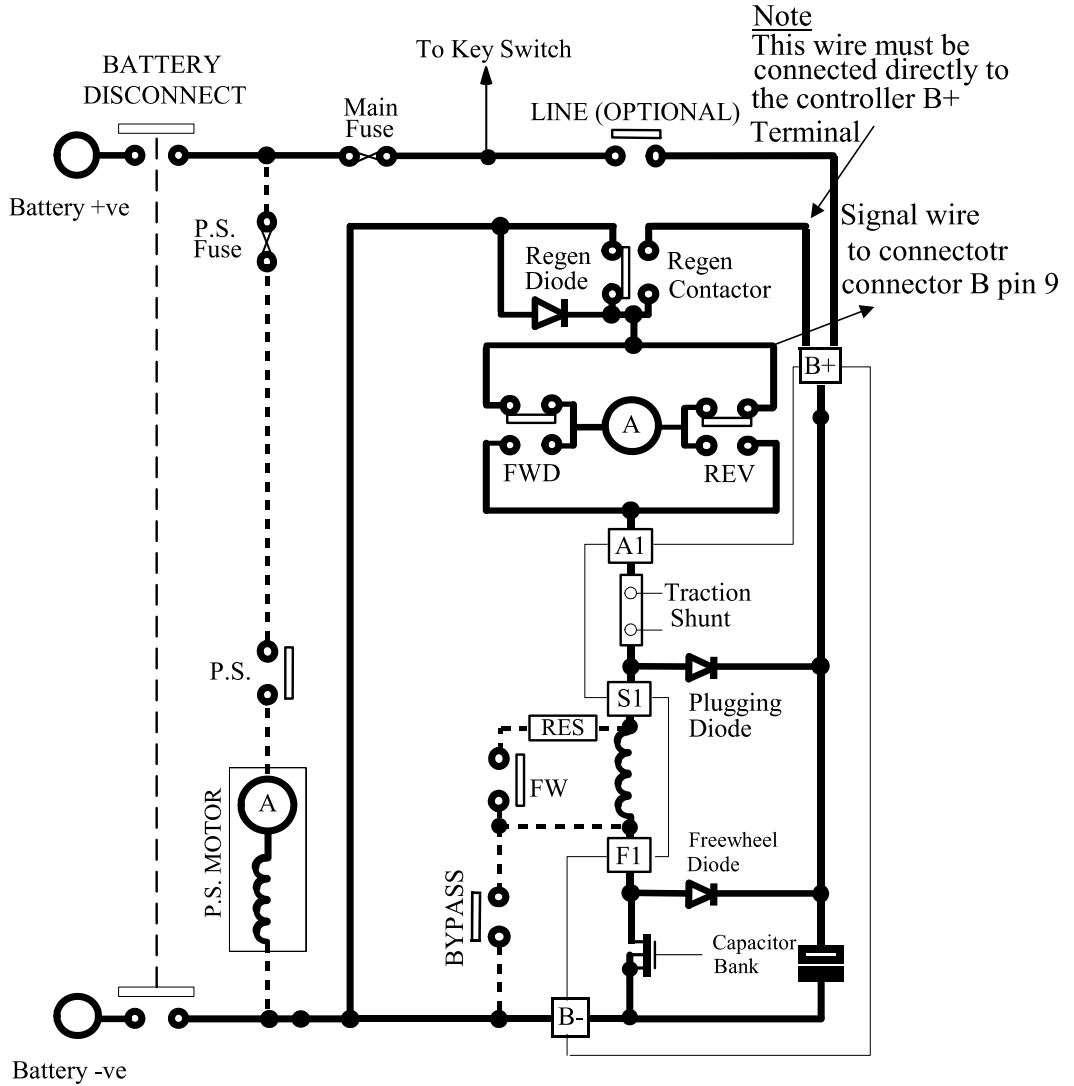 Note
This wire must be
connected directly to
the controller B+
Terminal
To Key Switch
BATTERY
DISCONNECT
Main
Fuse
LINE (OPTIONAL)
Battery +ve
P.S.
Fuse
Regen
Diode
Regen
Contactor
Signal wire
to connectotr
connector B pin 9
B+
A
FWD
REV
A1
Traction
Shunt
P.S.
S1
Plugging
Diode
RES
FW
P.S. MOTOR
A
F1
Freewheel
Diode
BYPASS
Capacitor
Bank
B-
Battery -ve